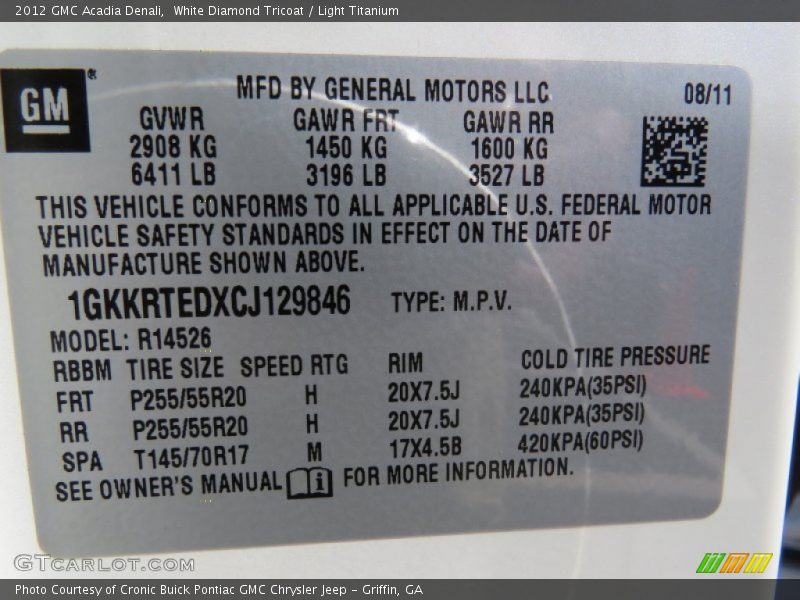 2012 GMC Acadia Denali, White Diamond Tricoat / Light Titanium
GM®
MFD BY GENERAL MOTORS LLC 08/11
GVWR GAWR FRT GAWR RR
2908 KG 1450 KG 1600 KG
6411 LB 3196 LB 3527 LB
THIS VEHICLE CONFORMS TO ALL APPLICABLE U.S. FEDERAL MOTOR
VEHICLE SAFETY STANDARDS IN EFFECT ON THE DATE OF
MANUFACTURE SHOWN ABOVE.
1GKKRTEDXCJ129846 TYPE: M.P.V.
MODEL: R14526
RBBM TIRE SIZE SPEED RTG RIM COLD TIRE PRESSURE
FRT P255/55R20 H 20X7.5J 240KPA(35PSI)
RR P255/55R20 H 20X7.5J 240KPA(35PSI)
SPA T145/70R17 M 17X4.5B 420KPA(60PSI)
SEE OWNER'S MANUAL i FOR MORE INFORMATION.
GTCARLOT.COM
Photo Courtesy of Cronic Buick Pontiac GMC Chrysler Jeep - Griffin, GA